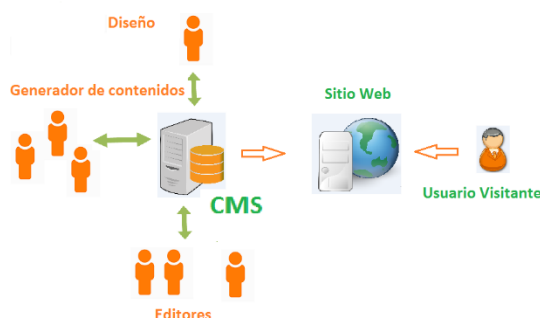 Diseño
Generador de contenidos
Sitio Web
CMS
Usuario Visitante
Editores